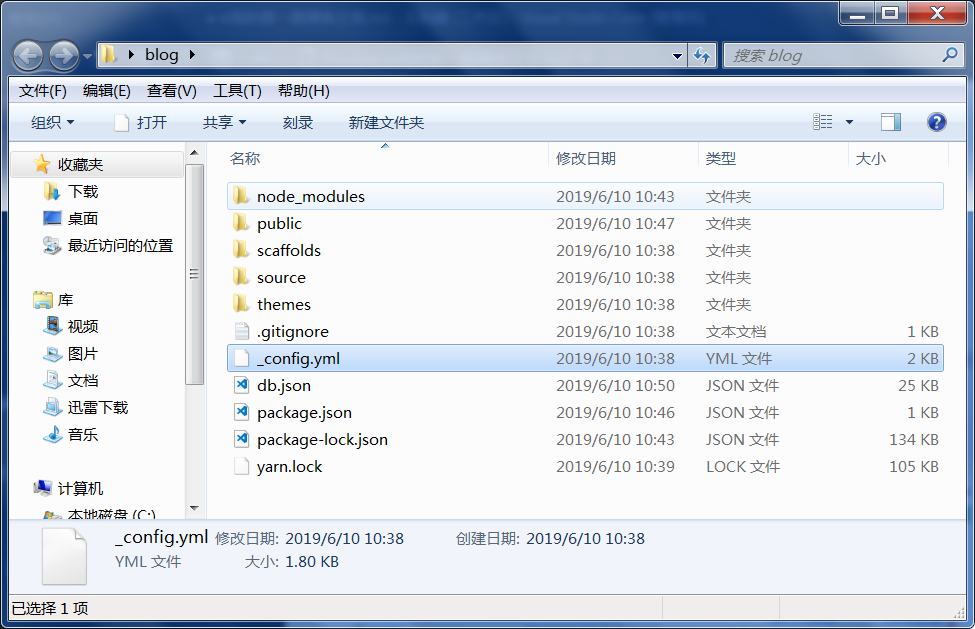 blog
搜索 blog
文件(F) 编辑(E) 查看(V) 工具(T) 帮助(H)
组织 打开 共享 刻录 新建文件夹
收藏夹
下载
桌面
最近访问的位置
库
视频
图片
文档
迅雷下载
音乐
计算机
本地磁盘 (C:)
名称 修改日期 类型 大小
node_modules 2019/6/10 10:43 文件夹
public 2019/6/10 10:47 文件夹
scaffolds 2019/6/10 10:38 文件夹
source 2019/6/10 10:38 文件夹
themes 2019/6/10 10:38 文件夹
.gitignore 2019/6/10 10:38 文本文档 1 KB
_config.yml 2019/6/10 10:38 YML 文件 2 KB
db.json 2019/6/10 10:50 JSON 文件 25 KB
package.json 2019/6/10 10:46 JSON 文件 1 KB
package-lock.json 2019/6/10 10:43 JSON 文件 134 KB
yarn.lock 2019/6/10 10:39 LOCK 文件 105 KB
_config.yml 修改日期: 2019/6/10 10:38 创建日期: 2019/6/10 10:38
YML 文件 大小: 1.80 KB
已选择 1 项